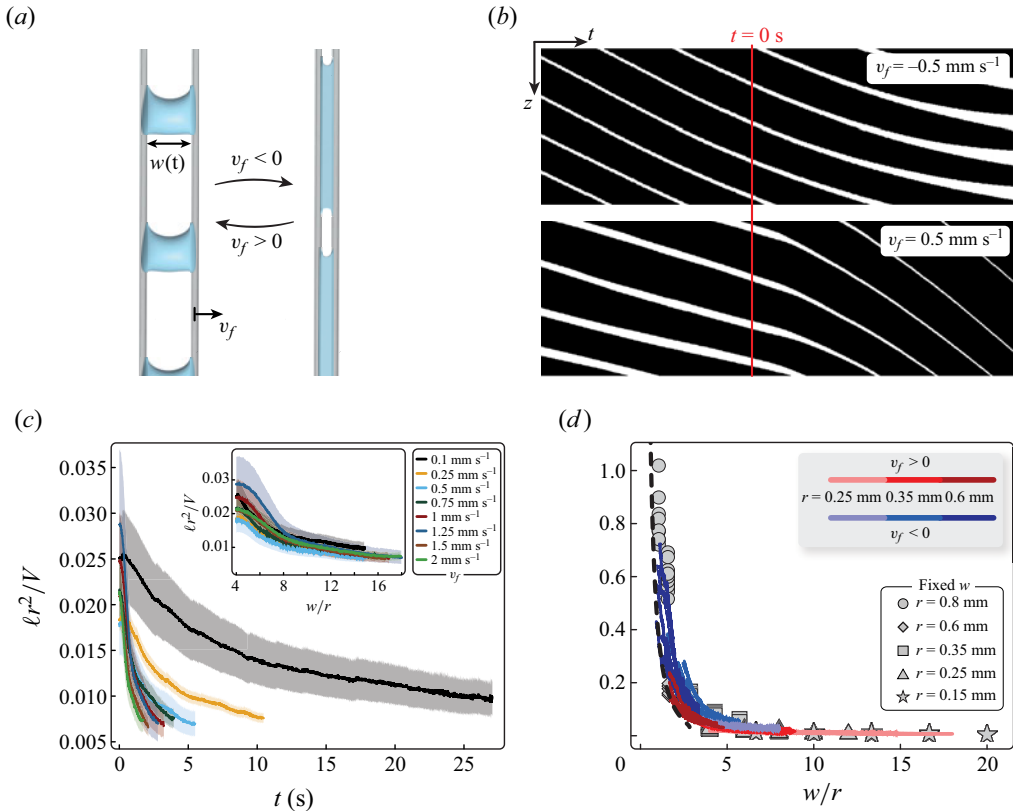 (a)
w(t)
v_f < 0
v_f > 0
v_f
(b)
t = 0 s
t
z
v_f = –0.5 mm s⁻¹
v_f = 0.5 mm s⁻¹
(c)
ℓr²/V
0.035
0.030
0.025
0.020
0.015
0.010
0.005
0 5 10 15 20 25
t (s)
ℓr²/V
0.03
0.02
0.01
4 8 12 16
w/r
0.1 mm s⁻¹
0.25 mm s⁻¹
0.5 mm s⁻¹
0.75 mm s⁻¹
1 mm s⁻¹
1.25 mm s⁻¹
1.5 mm s⁻¹
2 mm s⁻¹
v_f
(d)
1.0
0.8
0.6
0.4
0.2
0 5 10 15 20
w/r
v_f > 0
r = 0.25 mm 0.35 mm 0.6 mm
v_f < 0
Fixed w
r = 0.8 mm
r = 0.6 mm
r = 0.35 mm
r = 0.25 mm
r = 0.15 mm